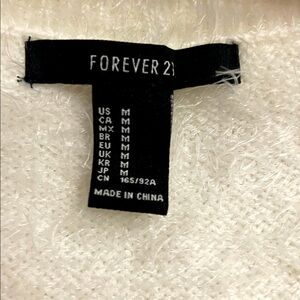 FOREVER 21
US M
CA M
MX M
BR M
EU M
UK M
KR M
JP M
CN 165/92A
MADE IN CHINA